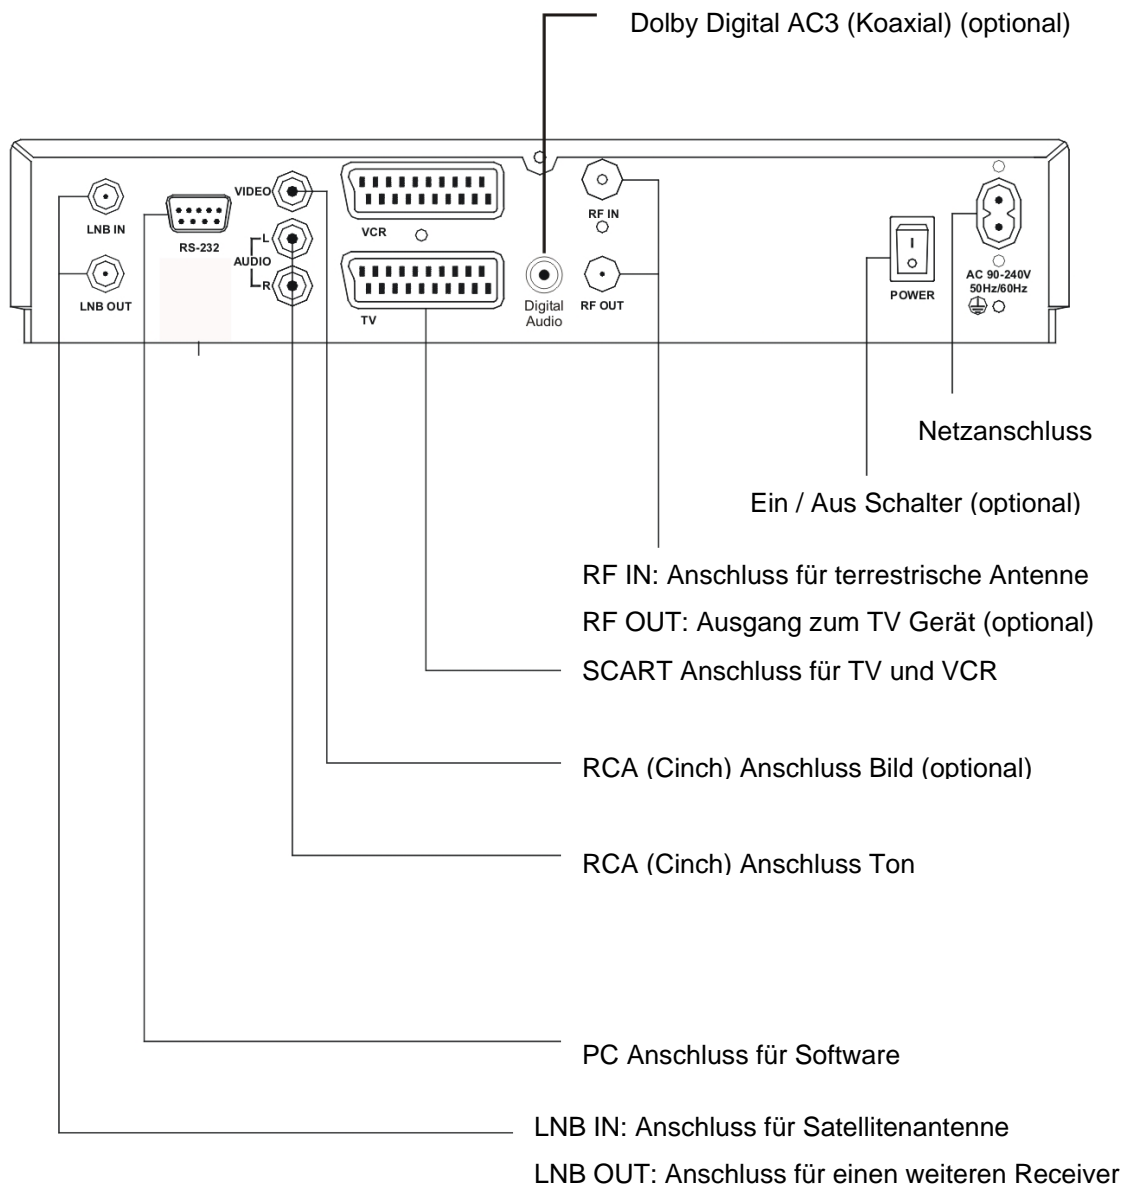 Dolby Digital AC3 (Koaxial) (optional)
VIDEO
LNB IN
RS-232
VCR
RF IN
L
AUDIO
R
LNB OUT
TV
Digital
Audio
RF OUT
POWER
AC 90-240V
50Hz/60Hz
Netzanschluss
Ein / Aus Schalter (optional)
RF IN: Anschluss für terrestrische Antenne
RF OUT: Ausgang zum TV Gerät (optional)
SCART Anschluss für TV und VCR
RCA (Cinch) Anschluss Bild (optional)
RCA (Cinch) Anschluss Ton
PC Anschluss für Software
LNB IN: Anschluss für Satellitenantenne
LNB OUT: Anschluss für einen weiteren Receiver